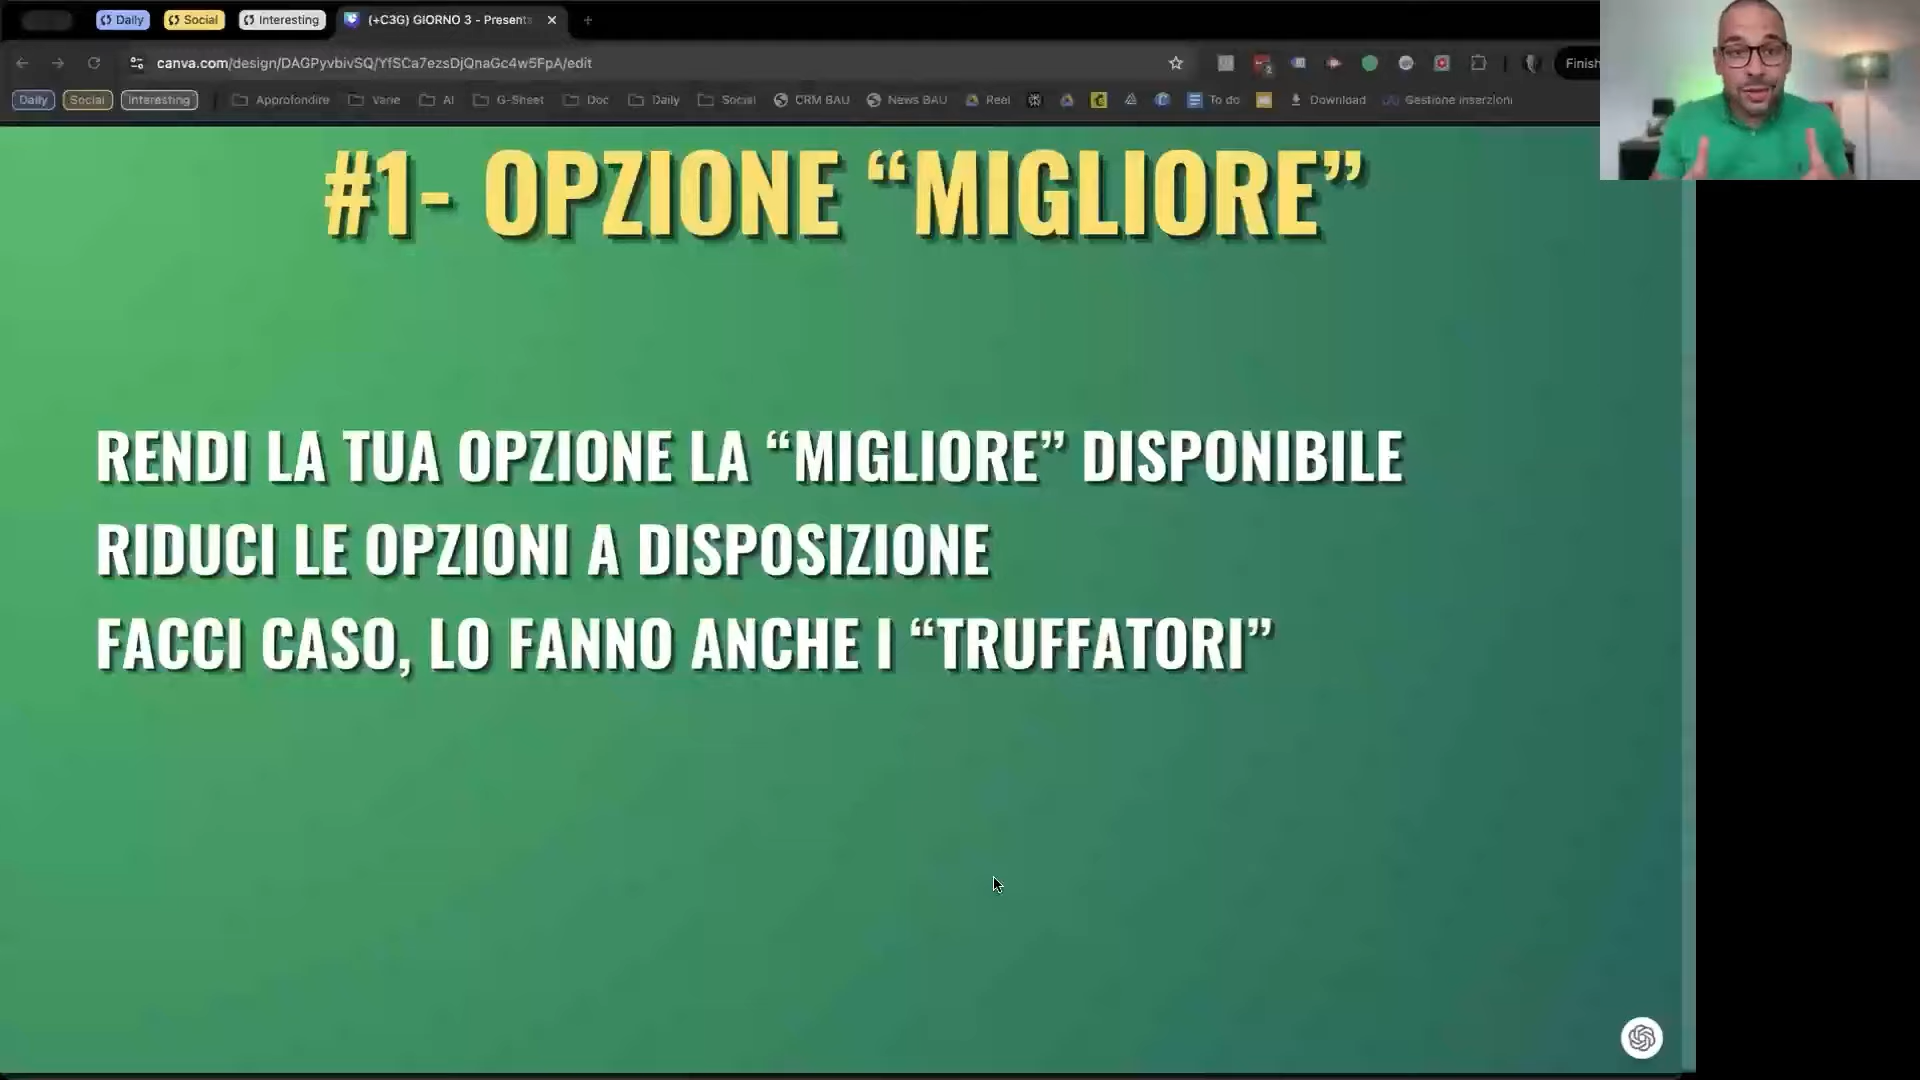 Daily
Social
Interesting
(+C3G) GIORNO 3 - Present
canva.com/design/DAGPyvbivSQ/YfSCa7ezsDjQnaGc4w5FpA/edit
Finish
Daily Social Interesting Approfondire Varie AI G-Sheet Doc Daily Social CRM BAU News BAU Reel To do Download Gestione inserzioni
#1- OPZIONE “MIGLIORE”
RENDI LA TUA OPZIONE LA “MIGLIORE” DISPONIBILE
RIDUCI LE OPZIONI A DISPOSIZIONE
FACCI CASO, LO FANNO ANCHE I “TRUFFATORI”